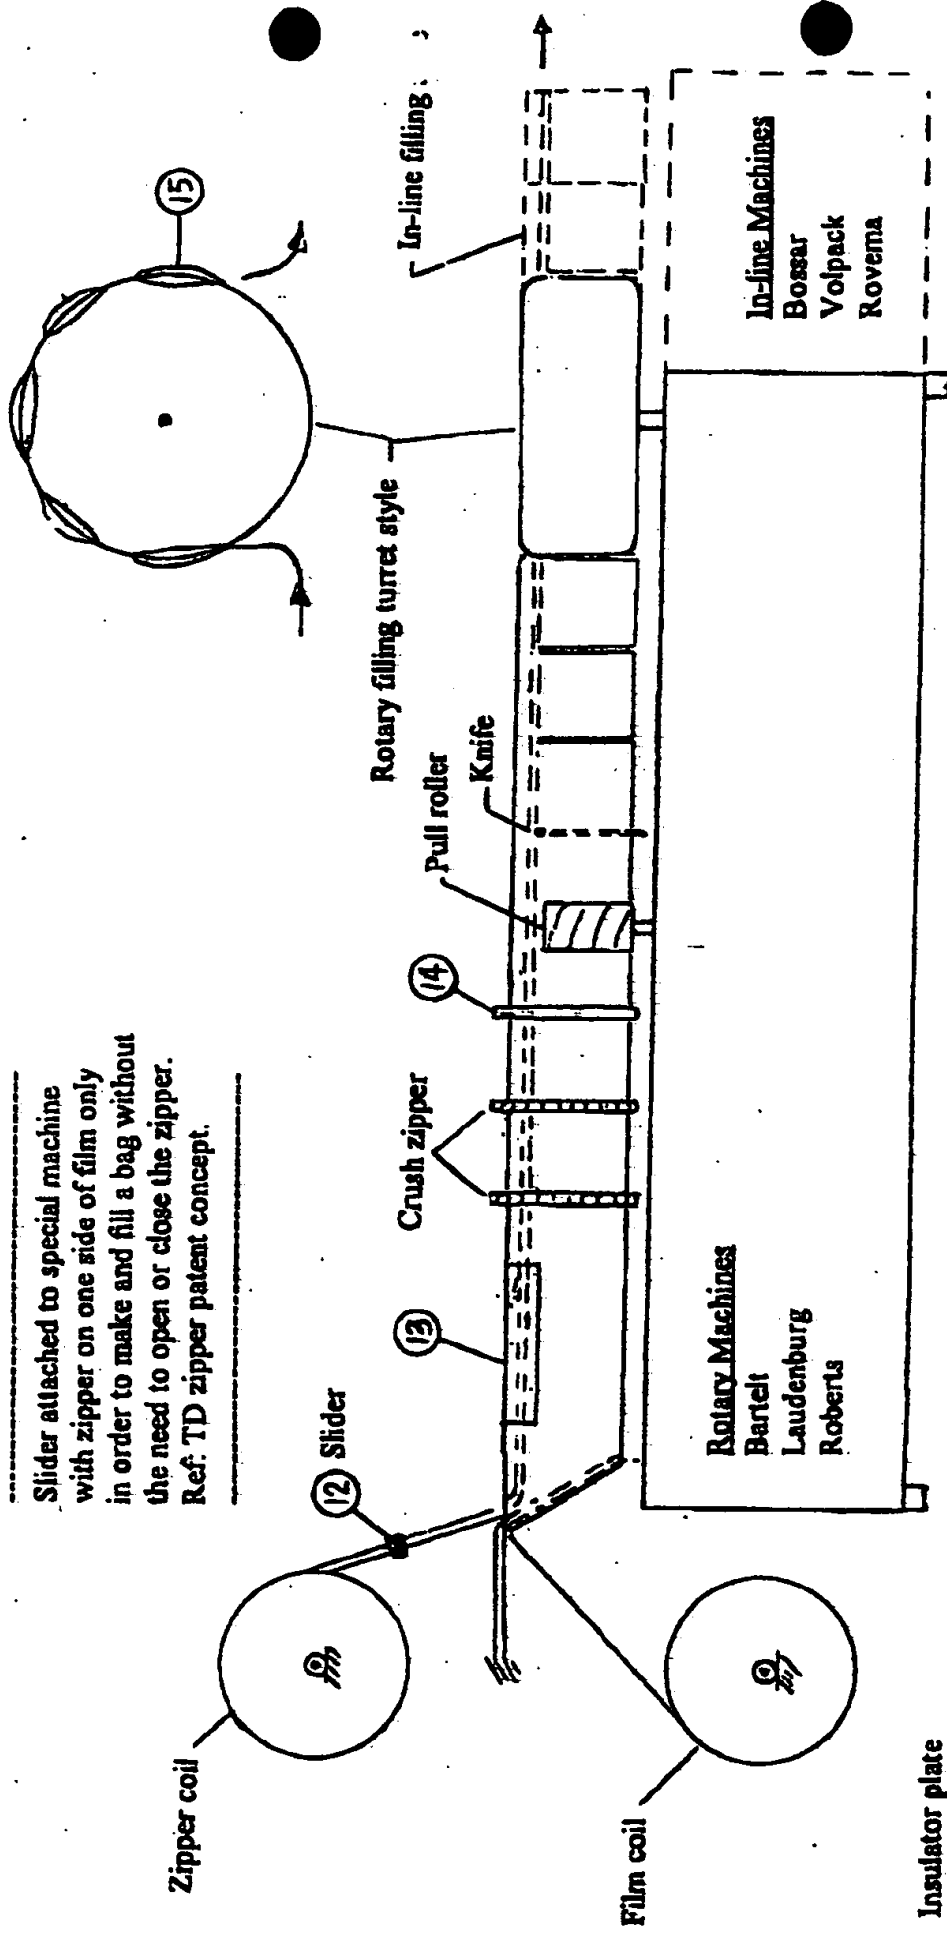 Slider attached to special machine
with zipper on one side of film only
in order to make and fill a bag without
the need to open or close the zipper.
Ref: TD zipper patent concept.
15
Zipper coil
12 Slider
13
Crush zipper
14
Pull roller
Knife
Rotary filling turret style
In-line filling
Film coil
Rotary Machines
Bartelt
Laudenburg
Roberts
In-line Machines
Bossar
Volpack
Rovema
Insulator plate